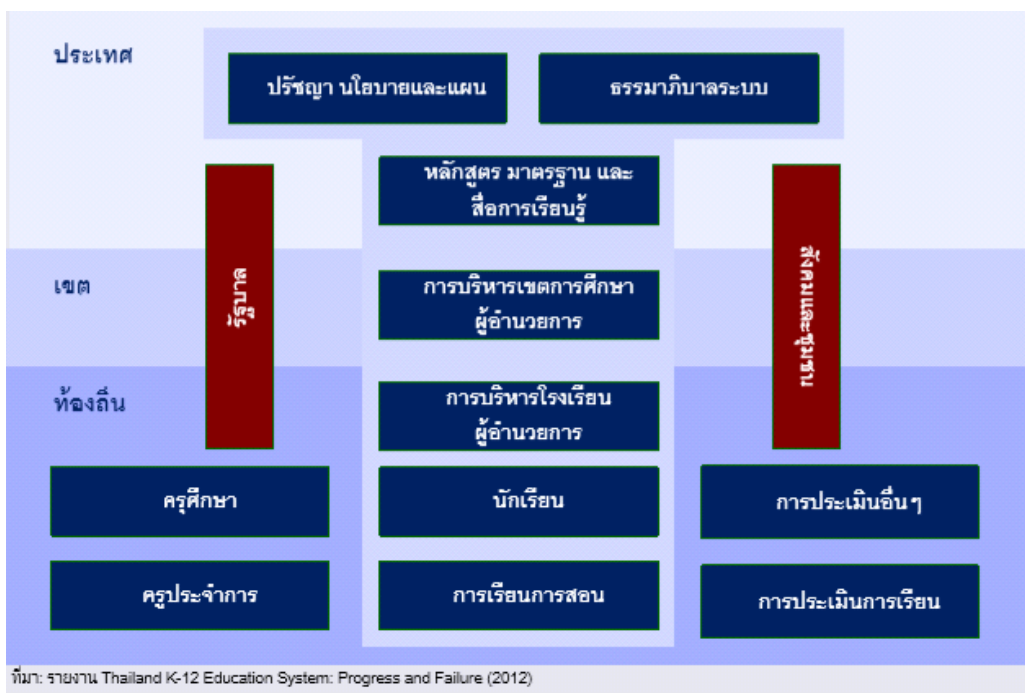 ประเทศ
ปรัชญา นโยบายและแผน
ธรรมาภิบาลระบบ
หลักสูตร มาตรฐาน และ
สื่อการเรียนรู้
รัฐบาล
สังคมและชุมชน
เขต
การบริหารเขตการศึกษา
ผู้อำนวยการ
ท้องถิ่น
การบริหารโรงเรียน
ผู้อำนวยการ
ครุศึกษา
นักเรียน
การประเมินอื่นๆ
ครูประจำการ
การเรียนการสอน
การประเมินการเรียน
ที่มา: รายงาน Thailand K-12 Education System: Progress and Failure (2012)